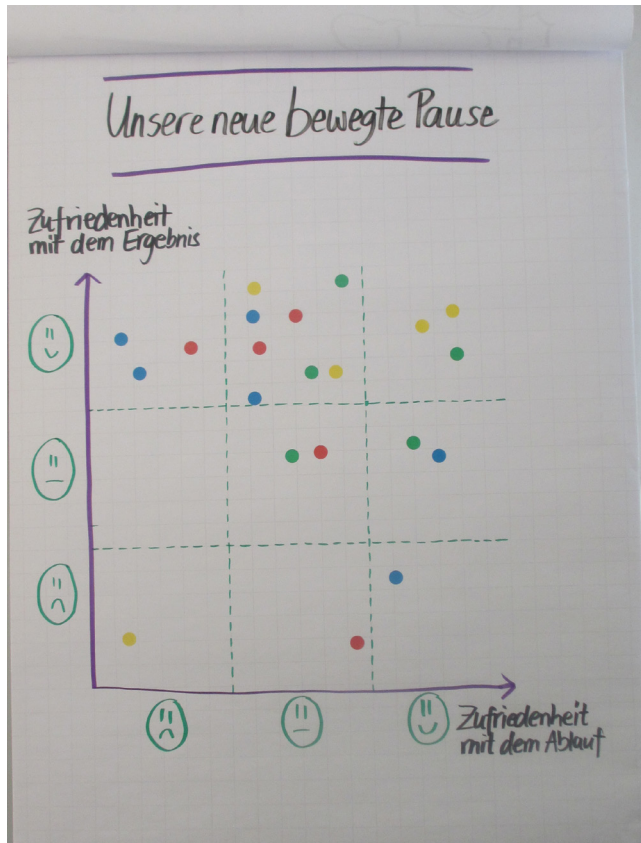 Unsere neue bewegte Pause
Zufriedenheit
mit dem Ergebnis
Zufriedenheit
mit dem Ablauf